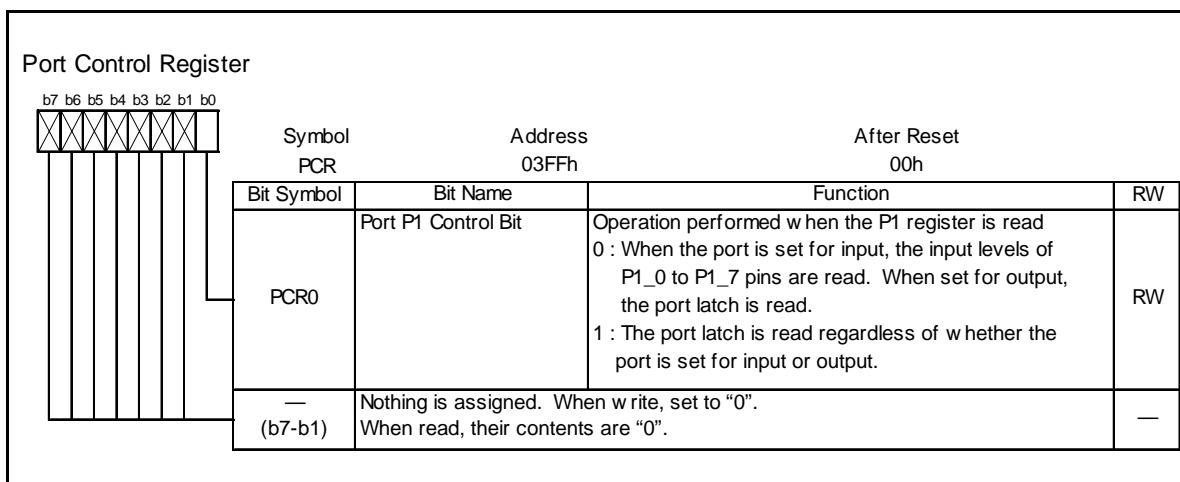 Port Control Register
b7 b6 b5 b4 b3 b2 b1 b0
Symbol Address After Reset
PCR 03FFh 00h
Bit Symbol Bit Name Function RW
PCR0 Port P1 Control Bit Operation performed when the P1 register is read
0 : When the port is set for input, the input levels of
P1_0 to P1_7 pins are read. When set for output,
the port latch is read.
1 : The port latch is read regardless of whether the
port is set for input or output.
RW
— Nothing is assigned. When write, set to “0”.
(b7-b1) When read, their contents are “0”.
—